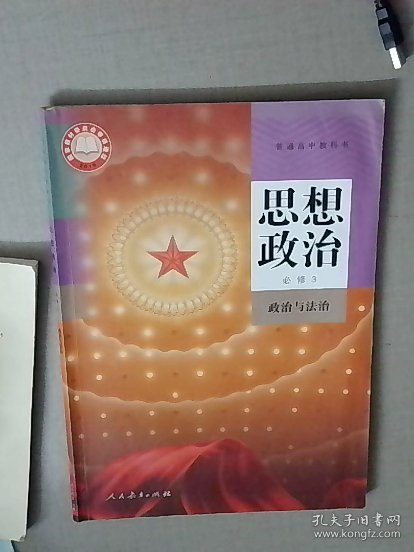 普通高中教科书
思想
政治
必修3
政治与法治
2019
人民教育出版社
孔夫子旧书网
www.kongfz.com